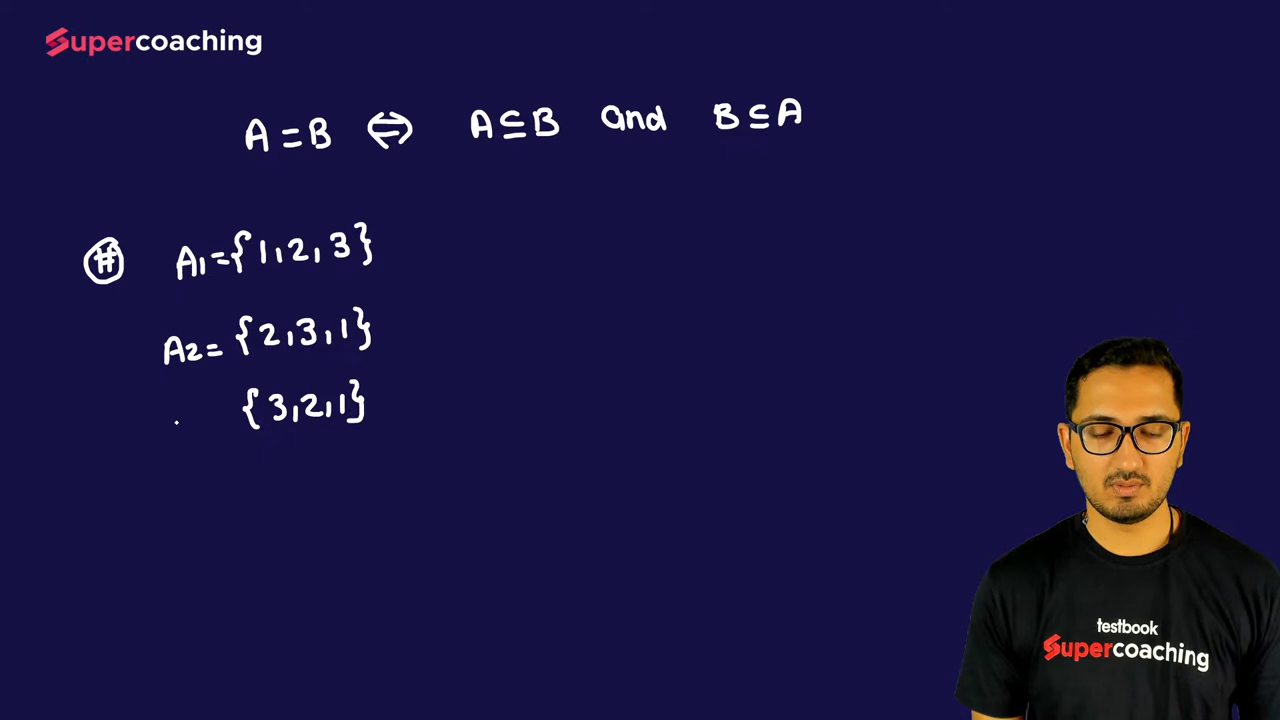 Supercoaching
A = B ⇔ A ⊆ B and B ⊆ A
# A1 = {1, 2, 3}
A2 = {2, 3, 1}
{3, 2, 1}
testbook
Supercoaching